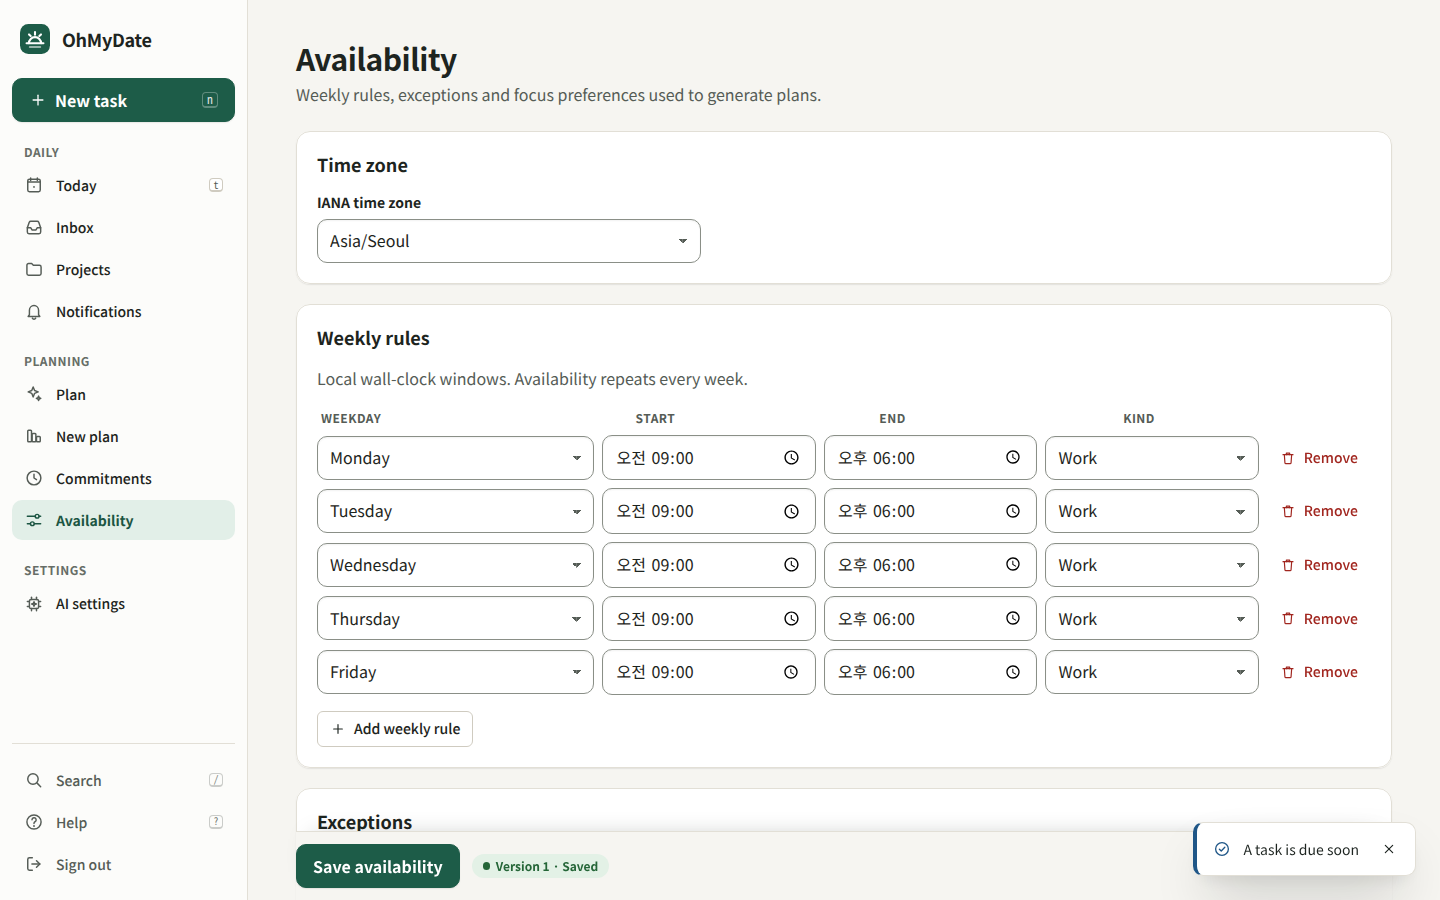 OhMyDate
New task n
DAILY
Today t
Inbox
Projects
Notifications
PLANNING
Plan
New plan
Commitments
Availability
SETTINGS
AI settings
Search /
Help ?
Sign out
Availability
Weekly rules, exceptions and focus preferences used to generate plans.
Time zone
IANA time zone
Asia/Seoul
Weekly rules
Local wall-clock windows. Availability repeats every week.
WEEKDAY START END KIND
Monday 오전 09:00 오후 06:00 Work Remove
Tuesday 오전 09:00 오후 06:00 Work Remove
Wednesday 오전 09:00 오후 06:00 Work Remove
Thursday 오전 09:00 오후 06:00 Work Remove
Friday 오전 09:00 오후 06:00 Work Remove
Add weekly rule
Exceptions
Save availability Version 1 · Saved
A task is due soon